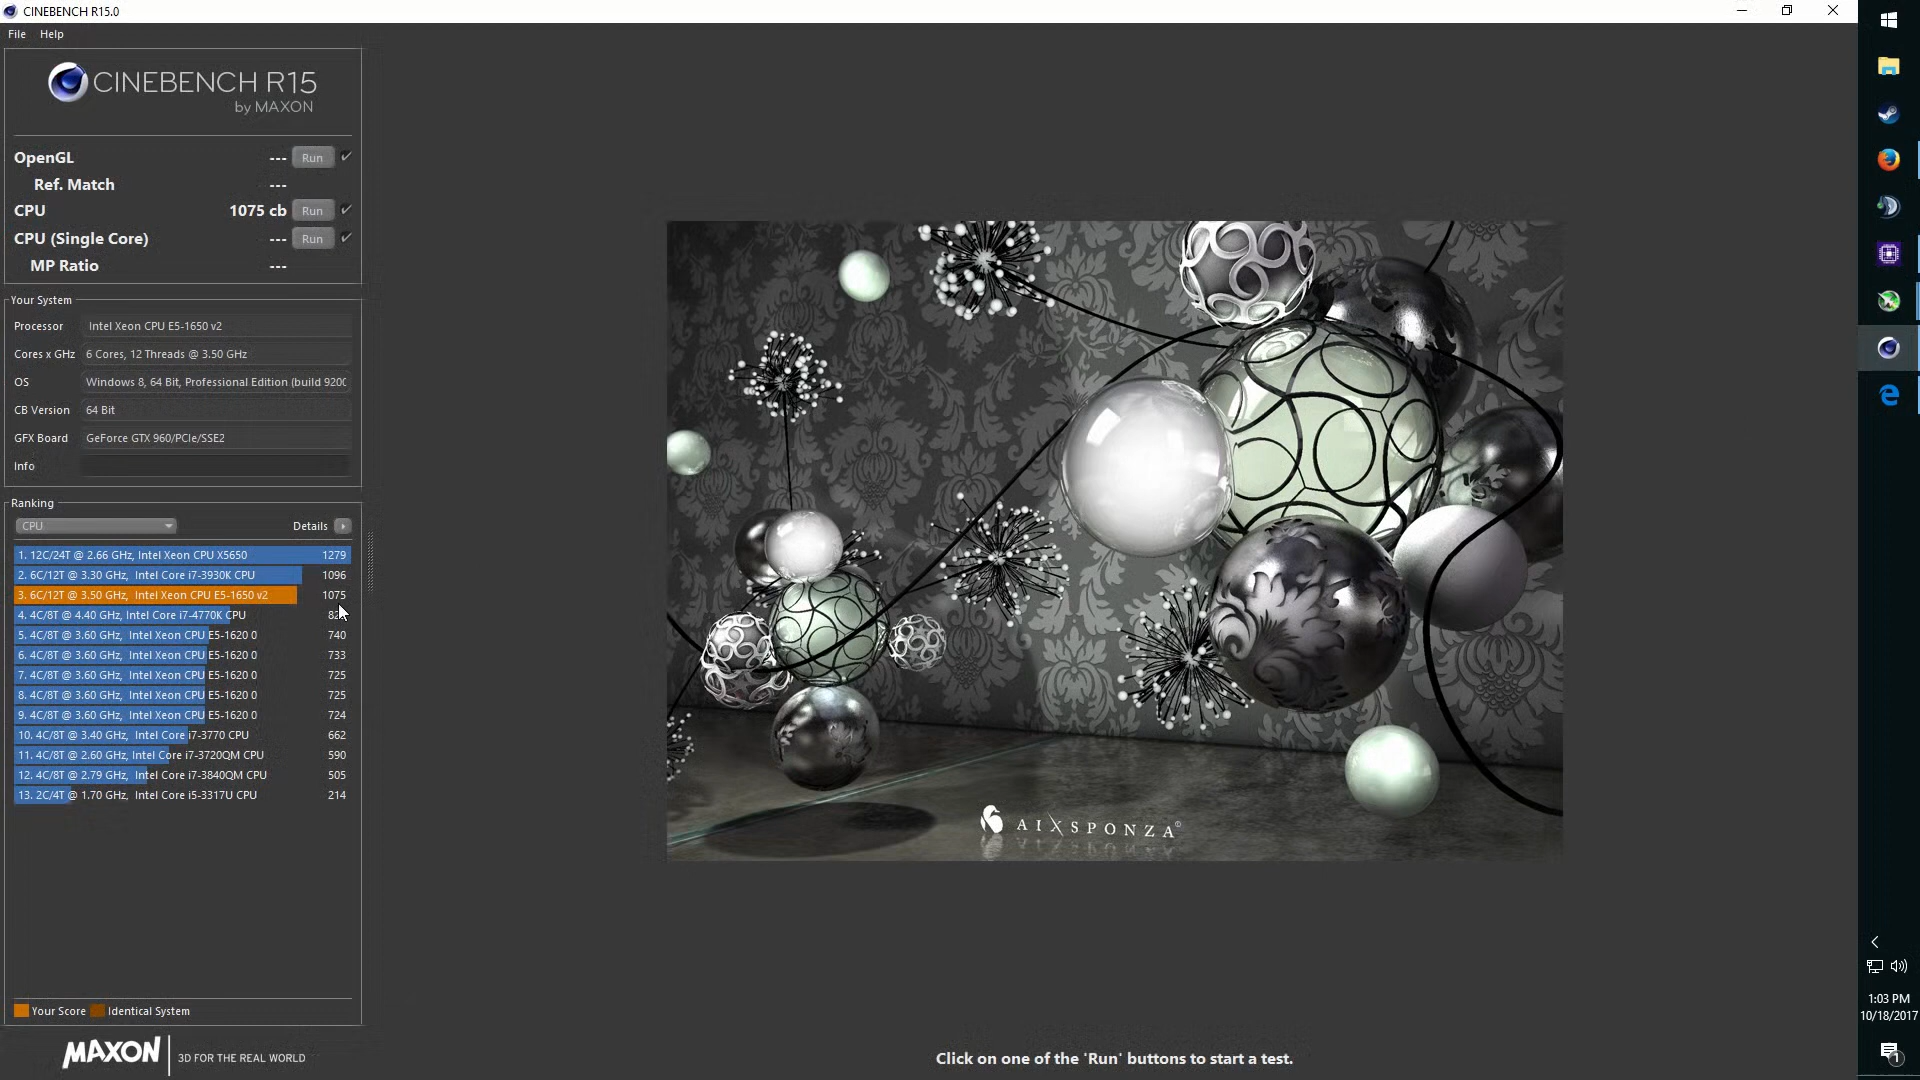 CINEBENCH R15.0
File Help
CINEBENCH R15
by MAXON
OpenGL --- Run
Ref. Match ---
CPU 1075 cb Run
CPU (Single Core) --- Run
MP Ratio ---
Your System
Processor Intel Xeon CPU E5-1650 v2
Cores x GHz 6 Cores, 12 Threads @ 3.50 GHz
OS Windows 8, 64 Bit, Professional Edition (build 9200
CB Version 64 Bit
GFX Board GeForce GTX 960/PCIe/SSE2
Info
Ranking
CPU Details
1. 12C/24T @ 2.66 GHz, Intel Xeon CPU X5650 1279
2. 6C/12T @ 3.30 GHz, Intel Core i7-3930K CPU 1096
3. 6C/12T @ 3.50 GHz, Intel Xeon CPU E5-1650 v2 1075
4. 4C/8T @ 4.40 GHz, Intel Core i7-4770K CPU
5. 4C/8T @ 3.60 GHz, Intel Xeon CPU E5-1620 0 740
6. 4C/8T @ 3.60 GHz, Intel Xeon CPU E5-1620 0 733
7. 4C/8T @ 3.60 GHz, Intel Xeon CPU E5-1620 0 725
8. 4C/8T @ 3.60 GHz, Intel Xeon CPU E5-1620 0 725
9. 4C/8T @ 3.60 GHz, Intel Xeon CPU E5-1620 0 724
10. 4C/8T @ 3.40 GHz, Intel Core i7-3770 CPU 662
11. 4C/8T @ 2.60 GHz, Intel Core i7-3720QM CPU 590
12. 4C/8T @ 2.79 GHz, Intel Core i7-3840QM CPU 505
13. 2C/4T @ 1.70 GHz, Intel Core i5-3317U CPU 214
Your Score Identical System
MAXON 3D FOR THE REAL WORLD
AIXSPONZA®
Click on one of the 'Run' buttons to start a test.
1:03 PM
10/18/2017
1